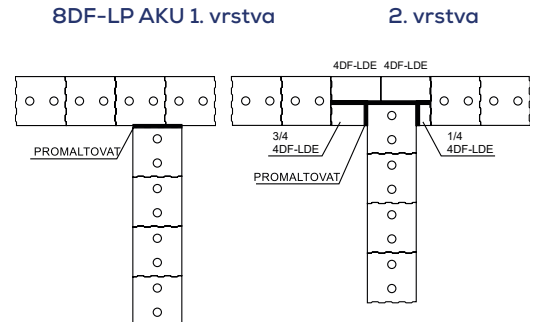 8DF-LP AKU 1. vrstva
2. vrstva
4DF-LDE 4DF-LDE
PROMALTOVAT
3/4
4DF-LDE
PROMALTOVAT
1/4
4DF-LDE